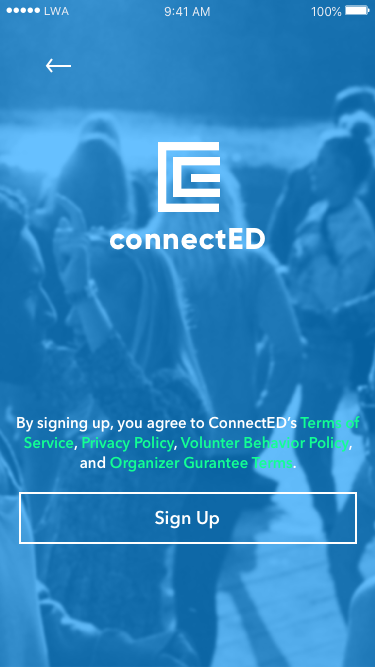 LWA
9:41 AM
100%
connectED
By signing up, you agree to ConnectED's Terms of
Service, Privacy Policy, Volunter Behavior Policy,
and Organizer Gurantee Terms.
Sign Up